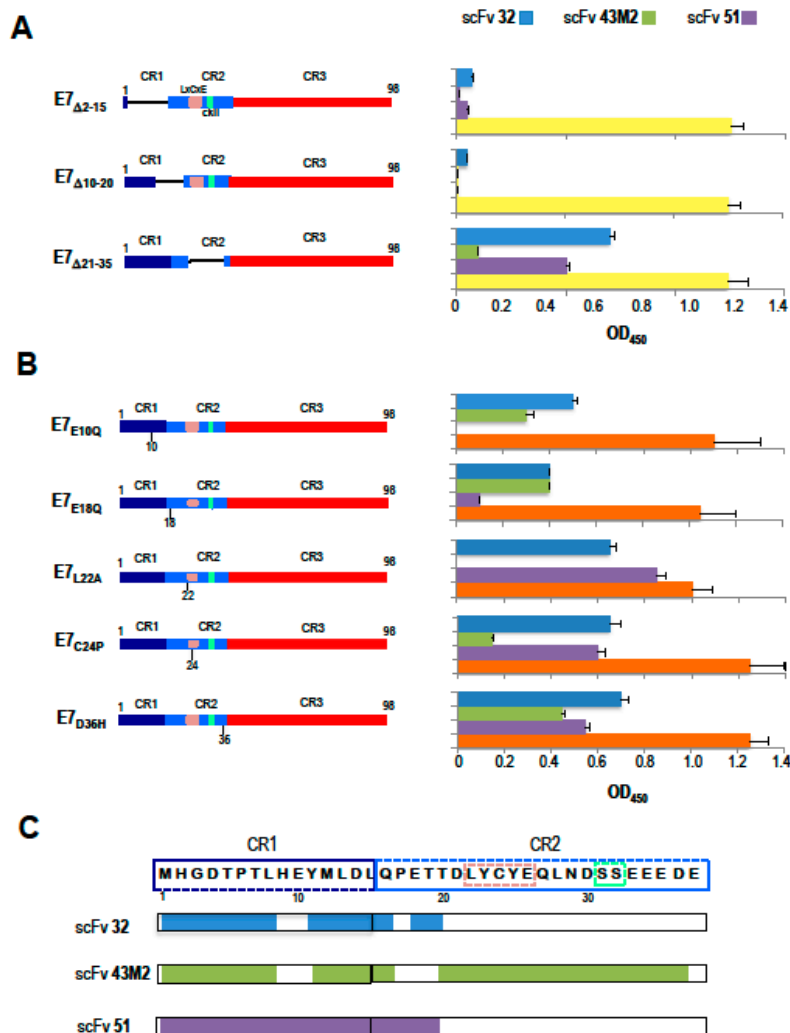 scFv 32 scFv 43M2 scFv 51
A
CR1 CR2 CR3
1 LxCxE 98
E7Δ2-15
ckII
CR1 CR2 CR3
1 98
E7Δ10-20
CR1 CR2 CR3
1 98
E7Δ21-35
0 0.2 0.4 0.6 0.8 1.0 1.2 1.4
OD450
B
1 CR1 CR2 CR3 98
E7E10Q
10
1 CR1 CR2 CR3 98
E7E18Q
18
1 CR1 CR2 CR3 98
E7L22A
22
1 CR1 CR2 CR3 98
E7C24P
24
1 CR1 CR2 CR3 98
E7D36H
36
0 0.2 0.4 0.6 0.8 1.0 1.2 1.4
OD450
C
CR1 CR2
M H G D T P T L H E Y M L D L Q P E T T D L Y C Y E Q L N D S S E E E D E
1 10 20 30
scFv 32
scFv 43M2
scFv 51